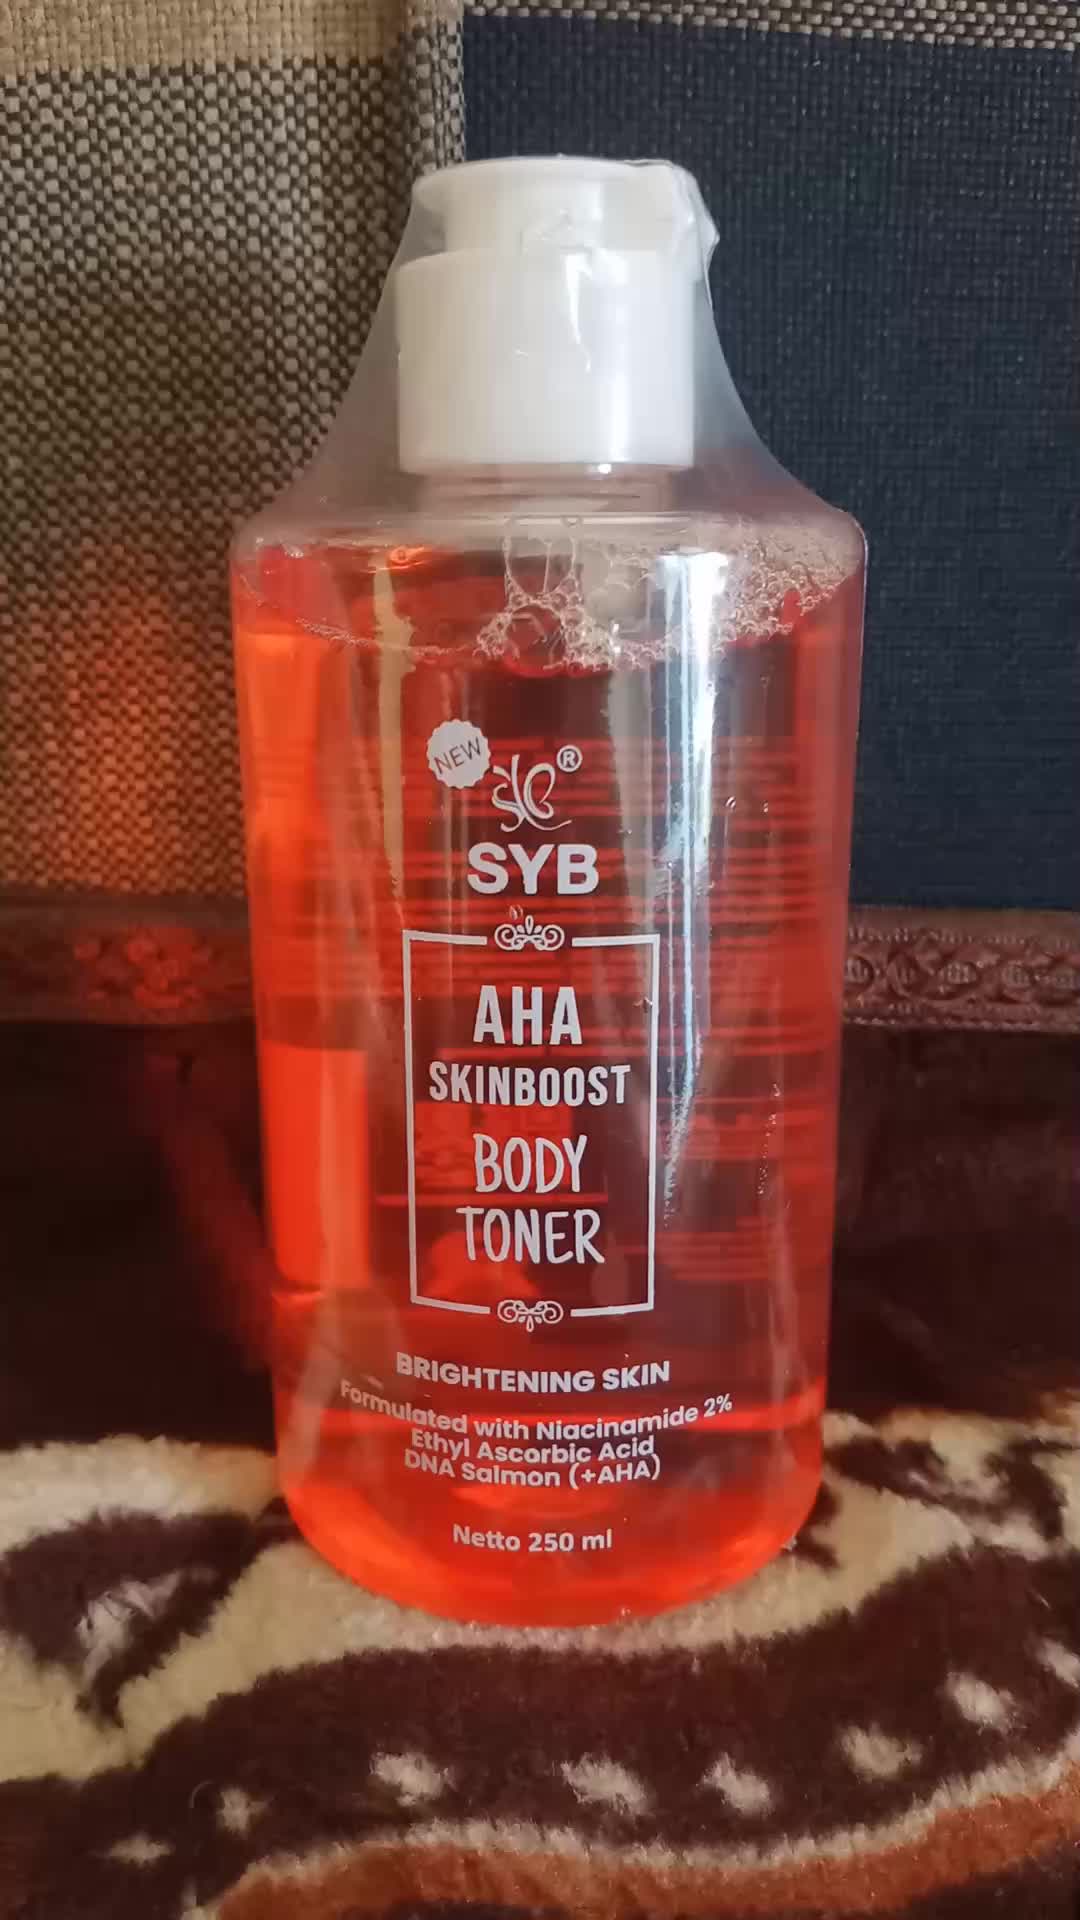 NEW
®
SYB
AHA
SKINBOOST
BODY
TONER
BRIGHTENING SKIN
Formulated with Niacinamide 2%
Ethyl Ascorbic Acid
DNA Salmon (+AHA)
Netto 250 ml